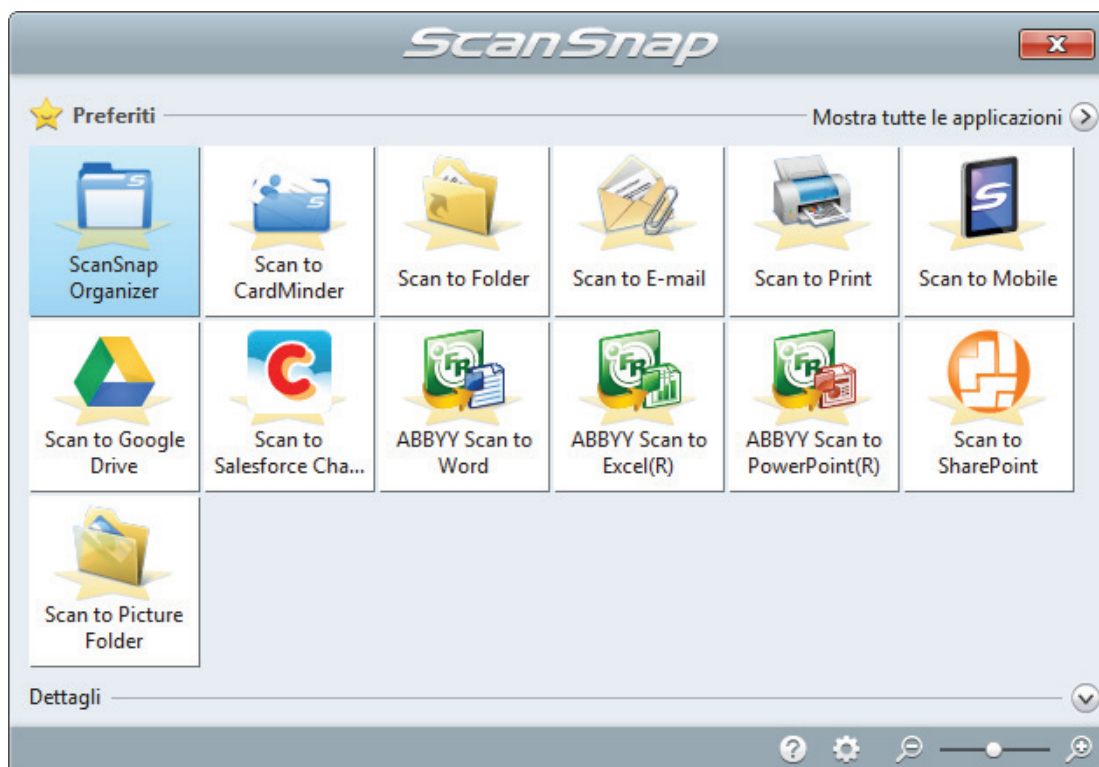 ScanSnap
Preferiti
Mostra tutte le applicazioni
ScanSnap
Organizer
Scan to
CardMinder
Scan to Folder
Scan to E-mail
Scan to Print
Scan to Mobile
Scan to Google
Drive
Scan to
Salesforce Cha...
ABBYY Scan to
Word
ABBYY Scan to
Excel(R)
ABBYY Scan to
PowerPoint(R)
Scan to
SharePoint
Scan to Picture
Folder
Dettagli